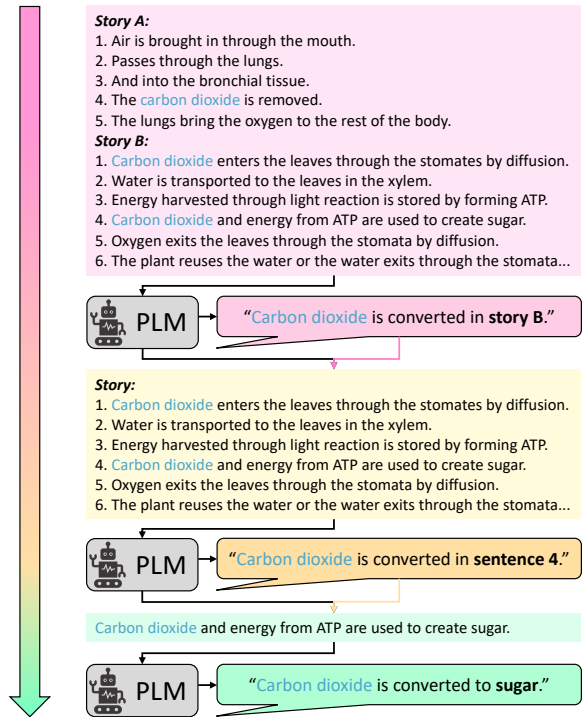 Story A:
1. Air is brought in through the mouth.
2. Passes through the lungs.
3. And into the bronchial tissue.
4. The carbon dioxide is removed.
5. The lungs bring the oxygen to the rest of the body.
Story B:
1. Carbon dioxide enters the leaves through the stomates by diffusion.
2. Water is transported to the leaves in the xylem.
3. Energy harvested through light reaction is stored by forming ATP.
4. Carbon dioxide and energy from ATP are used to create sugar.
5. Oxygen exits the leaves through the stomata by diffusion.
6. The plant reuses the water or the water exits through the stomata...
PLM
“Carbon dioxide is converted in story B.”
Story:
1. Carbon dioxide enters the leaves through the stomates by diffusion.
2. Water is transported to the leaves in the xylem.
3. Energy harvested through light reaction is stored by forming ATP.
4. Carbon dioxide and energy from ATP are used to create sugar.
5. Oxygen exits the leaves through the stomata by diffusion.
6. The plant reuses the water or the water exits through the stomata...
PLM
“Carbon dioxide is converted in sentence 4.”
Carbon dioxide and energy from ATP are used to create sugar.
PLM
“Carbon dioxide is converted to sugar.”